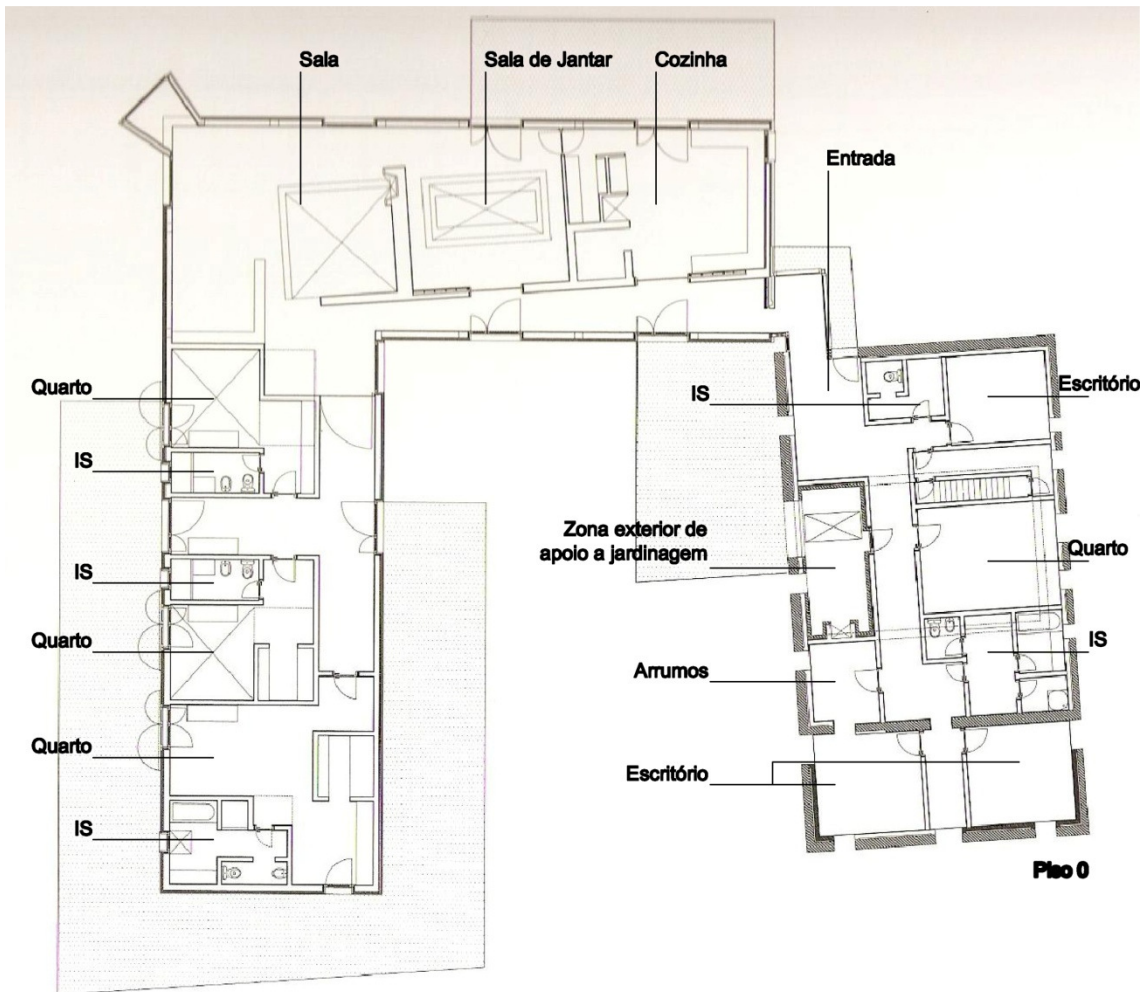 Sala
Sala de Jantar
Cozinha
Entrada
Quarto
IS
Escritório
IS
Zona exterior de
apoio a jardinagem
Quarto
IS
Quarto
IS
Arrumos
Quarto
Escritório
IS
Piso 0